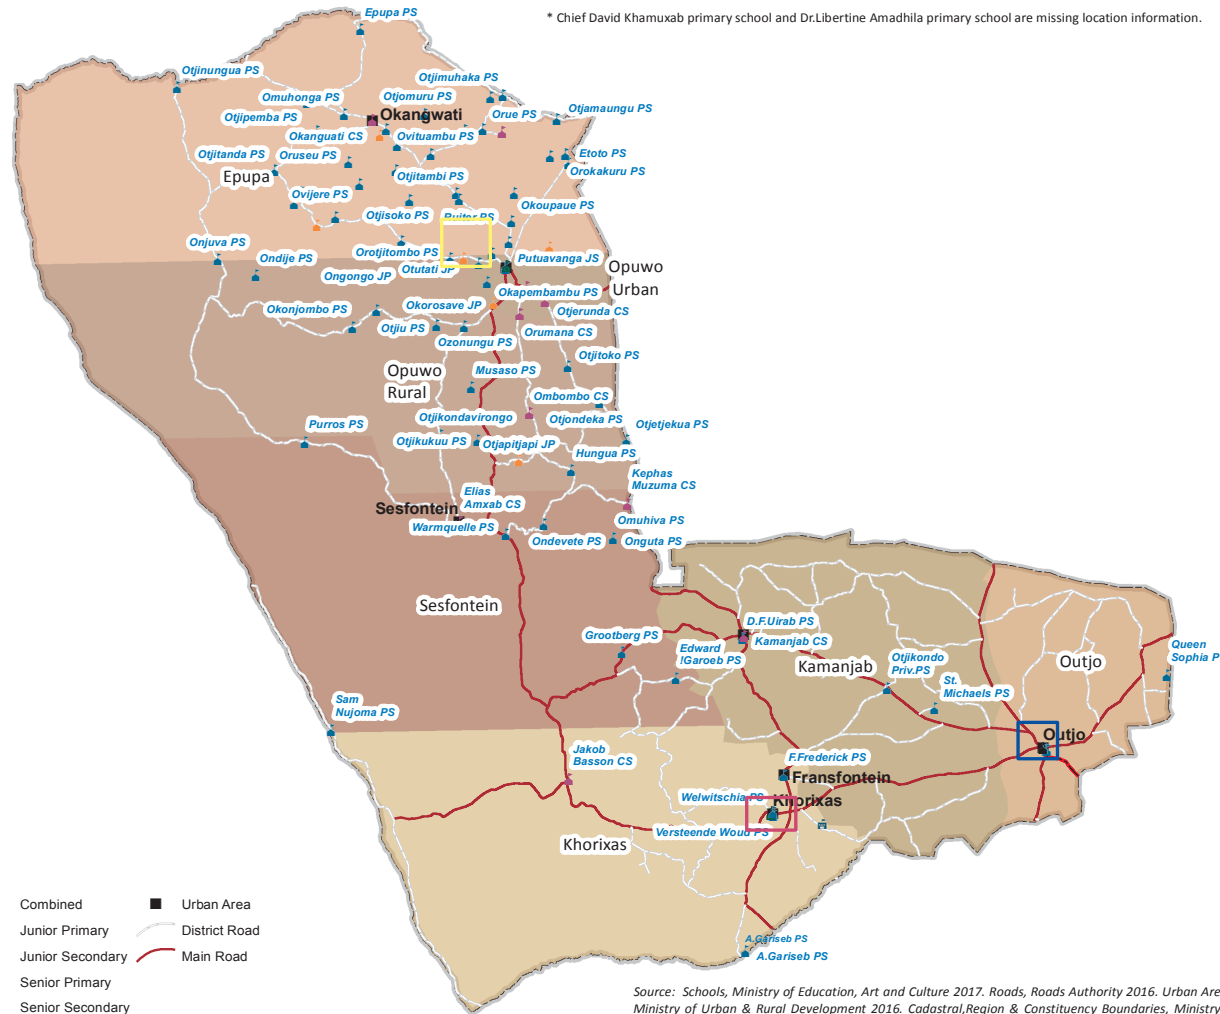 * Chief David Khamuxab primary school and Dr.Libertine Amadhila primary school are missing location information.
Epupa PS
Otjinungua PS
Otjimuhaka PS
Omuhonga PS
Otjomuru PS
Otjamaungu PS
Otjipemba PS
Okangwati
Orue PS
Okanguati CS
Ovituambu PS
Otjitanda PS
Oruseu PS
Etoto PS
Orokakuru PS
Epupa
Otjitambi PS
Ovijere PS
Okoupaue PS
Otjisoko PS
Ruiter PS
Onjuva PS
Ondije PS
Orotjitombo PS
Putuavanga JS
Opuwo
Urban
Ongongo JP
Otutati JP
Okapembambu PS
Okonjombo PS
Okorosave JP
Otjerunda CS
Otjiu PS
Orumana CS
Ozonungu PS
Otjitoko PS
Opuwo
Rural
Musaso PS
Ombombo CS
Otjikondavirongo
Otjondeka PS
Otjetjekua PS
Purros PS
Otjikukuu PS
Otjapitjapi JP
Hungua PS
Kephas
Muzuma CS
Elias
Amxab CS
Sesfontein
Omuhiva PS
Warmquelle PS
Ondevete PS
Onguta PS
Sesfontein
D.F.Uirab PS
Grootberg PS
Kamanjab CS
Edward
!Garoeb PS
Kamanjab
Otjikondo
Priv.PS
Outjo
Queen
Sophia P
St.
Michaels PS
Sam
Nujoma PS
Outjo
Jakob
Basson CS
F.Frederick PS
Fransfontein
Welwitschia PS
Khorixas
Versteende Woud PS
Khorixas
Combined
Urban Area
Junior Primary
District Road
Junior Secondary
Main Road
Senior Primary
Senior Secondary
A.Gariseb PS
A.Gariseb PS
Source: Schools, Ministry of Education, Art and Culture 2017. Roads, Roads Authority 2016. Urban Are
Ministry of Urban & Rural Development 2016. Cadastral,Region & Constituency Boundaries, Ministry